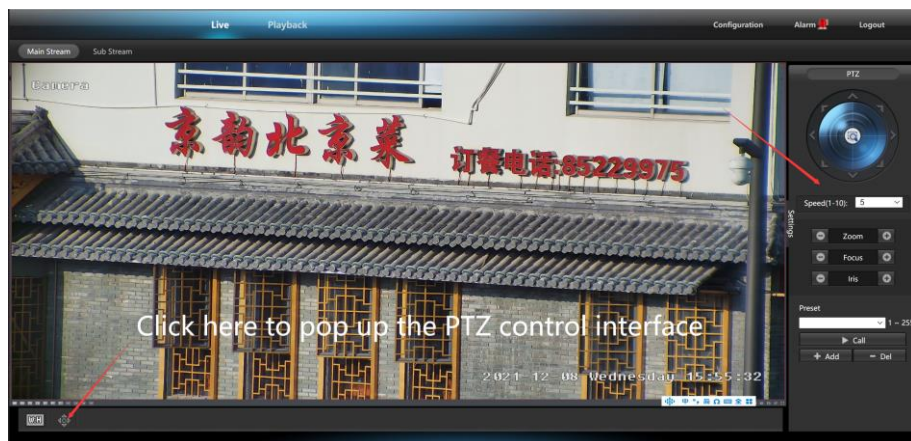 Live Playback Configuration Alarm Logout
Main Stream Sub Stream
PTZ
Camera
京韵北京菜
订餐电话:85229975
Speed(1-10): 5
Settings
Zoom
Focus
Iris
Preset
1 ~ 255
Call
Add Del
Click here to pop up the PTZ control interface
2021-12-08 Wednesday 15:55:32
W:H